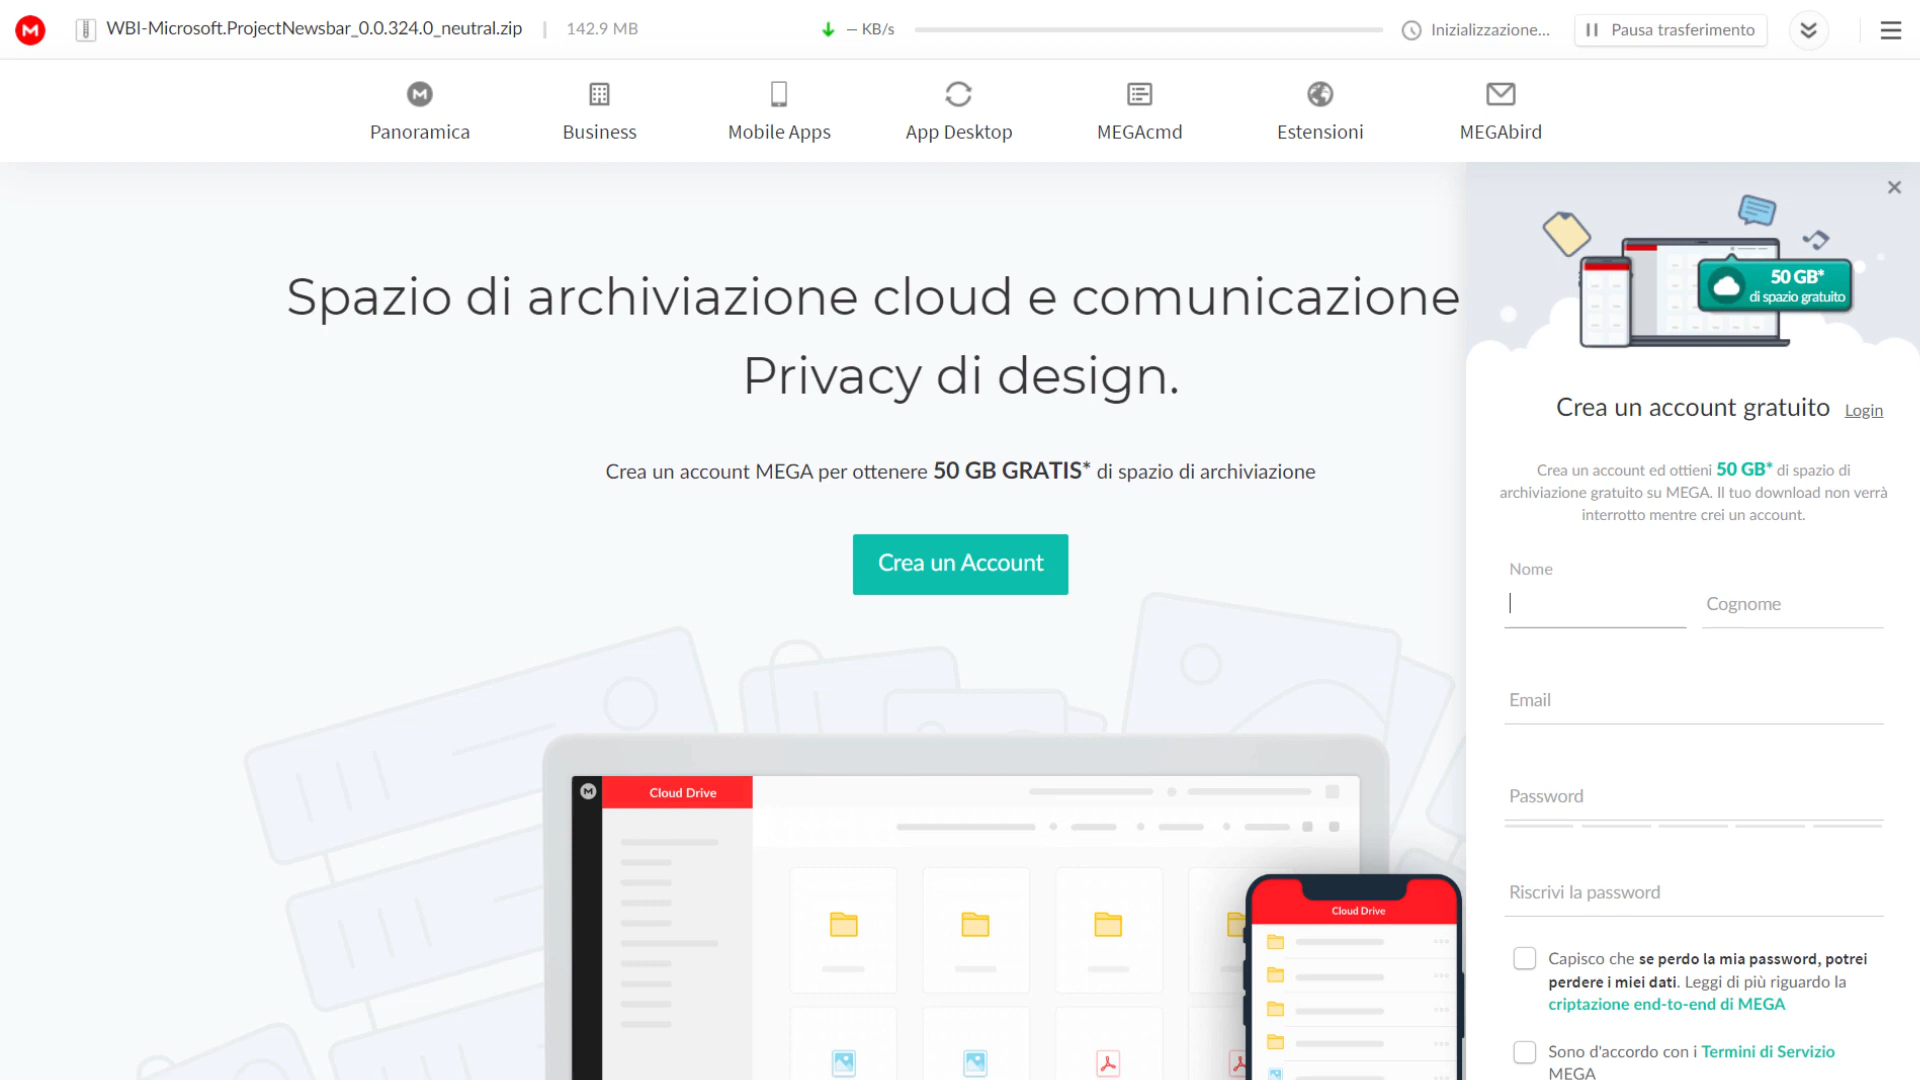 WBI-Microsoft.ProjectNewsbar_0.0.324.0_neutral.zip | 142.9 MB
— KB/s
Inizializzazione...
Pausa trasferimento
Panoramica
Business
Mobile Apps
App Desktop
MEGAcmd
Estensioni
MEGAbird
Spazio di archiviazione cloud e comunicazione
Privacy di design.
Crea un account MEGA per ottenere 50 GB GRATIS* di spazio di archiviazione
Crea un Account
Cloud Drive
Cloud Drive
50 GB*
di spazio gratuito
Crea un account gratuito Login
Crea un account ed ottieni 50 GB* di spazio di
archiviazione gratuito su MEGA. Il tuo download non verrà
interrotto mentre crei un account.
Nome
Cognome
Email
Password
Riscrivi la password
Capisco che se perdo la mia password, potrei
perdere i miei dati. Leggi di più riguardo la
criptazione end-to-end di MEGA
Sono d'accordo con i Termini di Servizio
MEGA